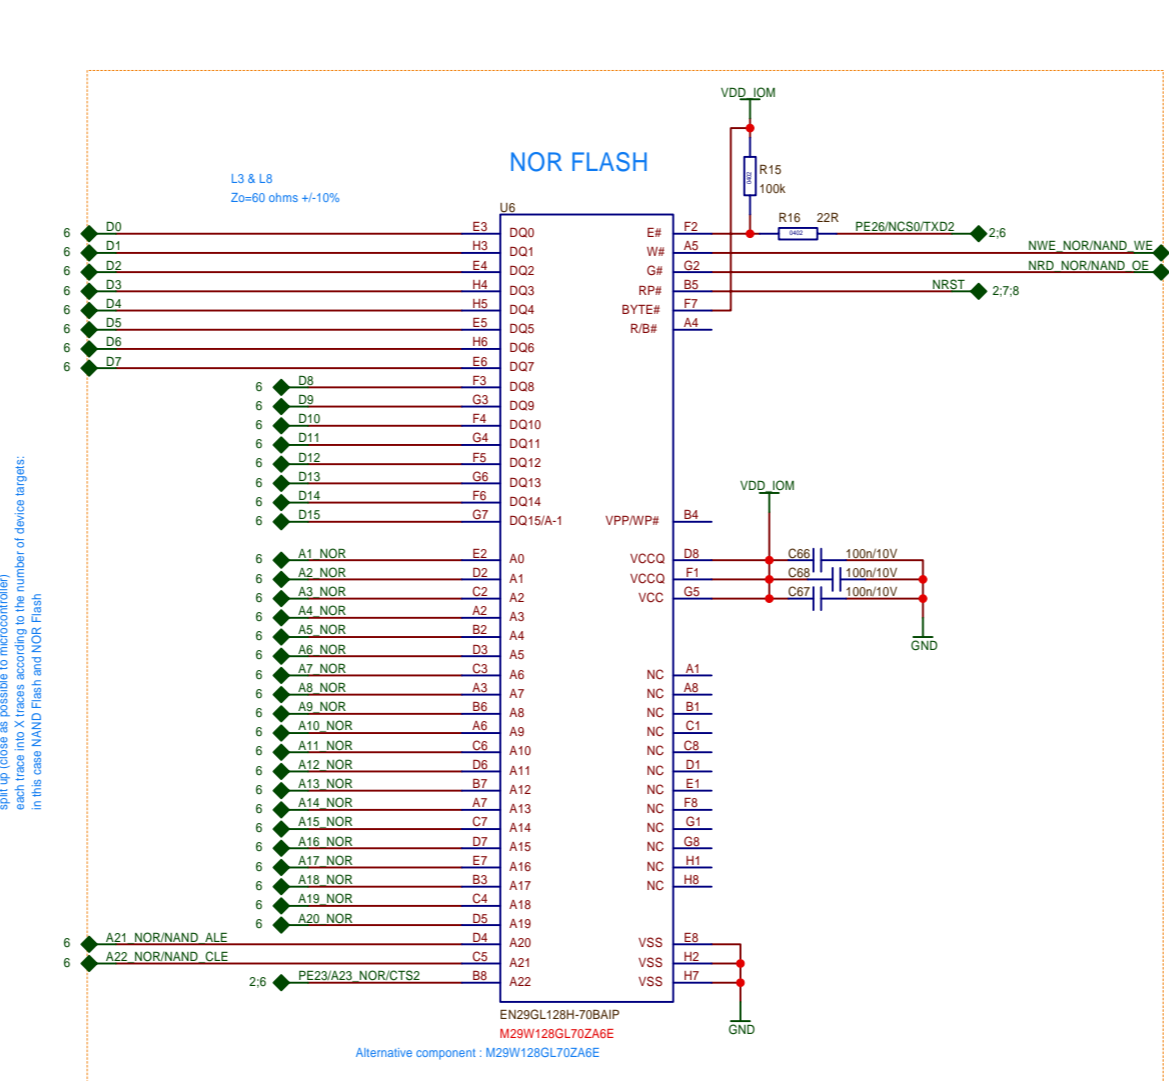 VDD_IOM
NOR FLASH
L3 & L8
Zo=60 ohms +/-10%
R15
100k
0402
U6
R16 22R
0402
6 D0 E3 DQ0 E# F2 PE26/NCS0/TXD2 2;6
6 D1 H3 DQ1 W# A5 NWE_NOR/NAND_WE
6 D2 E4 DQ2 G# G2 NRD_NOR/NAND_OE
6 D3 H4 DQ3 RP# B5 NRST 2;7;8
6 D4 H5 DQ4 BYTE# F7
6 D5 E5 DQ5 R/B# A4
6 D6 H6 DQ6
6 D7 E6 DQ7
6 D8 F3 DQ8
6 D9 G3 DQ9
6 D10 F4 DQ10
6 D11 G4 DQ11
6 D12 F5 DQ12
6 D13 G6 DQ13
VDD_IOM
6 D14 F6 DQ14
6 D15 G7 DQ15/A-1 VPP/WP# B4
6 A1_NOR E2 A0 VCCQ D8 C66 100n/10V
6 A2_NOR D2 A1 VCCQ F1 C68 100n/10V
6 A3_NOR C2 A2 VCC G5 C67 100n/10V
6 A4_NOR A2 A3
6 A5_NOR B2 A4
GND
6 A6_NOR D3 A5
6 A7_NOR C3 A6 NC A1
6 A8_NOR A3 A7 NC A8
6 A9_NOR B6 A8 NC B1
6 A10_NOR A6 A9 NC C1
6 A11_NOR C6 A10 NC C8
6 A12_NOR D6 A11 NC D1
6 A13_NOR B7 A12 NC E1
6 A14_NOR A7 A13 NC F8
6 A15_NOR C7 A14 NC G1
6 A16_NOR D7 A15 NC G8
6 A17_NOR E7 A16 NC H1
6 A18_NOR B3 A17 NC H8
6 A19_NOR C4 A18
6 A20_NOR D5 A19
6 A21_NOR/NAND_ALE D4 A20 VSS E8
6 A22_NOR/NAND_CLE C5 A21 VSS H2
2;6 PE23/A23_NOR/CTS2 B8 A22 VSS H7
GND
EN29GL128H-70BAIP
M29W128GL70ZA6E
Alternative component : M29W128GL70ZA6E
split up (close as possible to microcontroller)
each trace into X traces according to the number of device targets:
in this case NAND Flash and NOR Flash